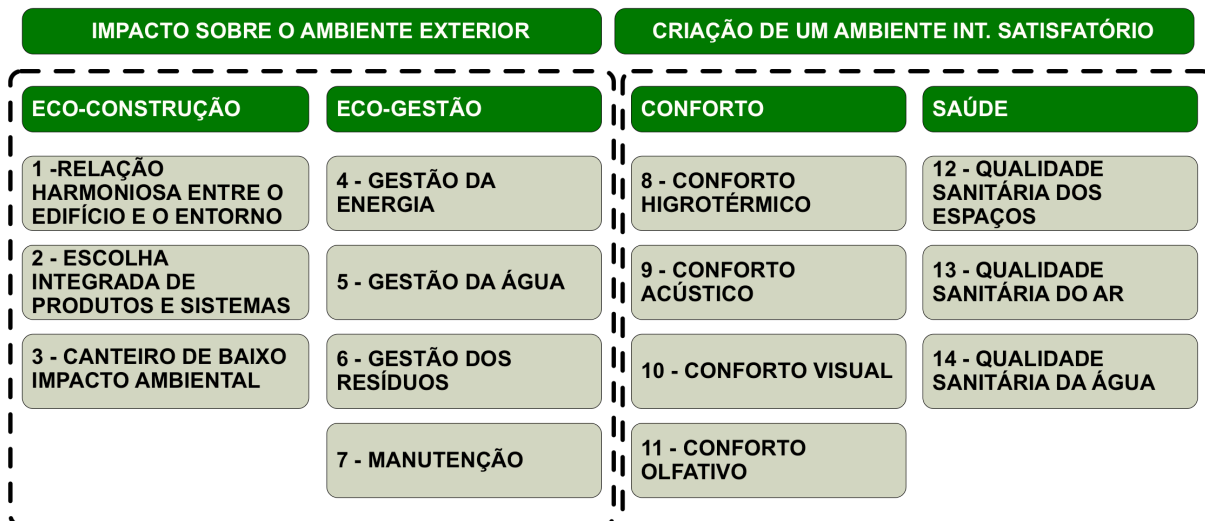 IMPACTO SOBRE O AMBIENTE EXTERIOR
CRIAÇÃO DE UM AMBIENTE INT. SATISFATÓRIO
ECO-CONSTRUÇÃO
1 -RELAÇÃO
HARMONIOSA ENTRE O
EDIFÍCIO E O ENTORNO
2 - ESCOLHA
INTEGRADA DE
PRODUTOS E SISTEMAS
3 - CANTEIRO DE BAIXO
IMPACTO AMBIENTAL
ECO-GESTÃO
4 - GESTÃO DA
ENERGIA
5 - GESTÃO DA ÁGUA
6 - GESTÃO DOS
RESÍDUOS
7 - MANUTENÇÃO
CONFORTO
8 - CONFORTO
HIGROTÉRMICO
9 - CONFORTO
ACÚSTICO
10 - CONFORTO VISUAL
11 - CONFORTO
OLFATIVO
SAÚDE
12 - QUALIDADE
SANITÁRIA DOS
ESPAÇOS
13 - QUALIDADE
SANITÁRIA DO AR
14 - QUALIDADE
SANITÁRIA DA ÁGUA